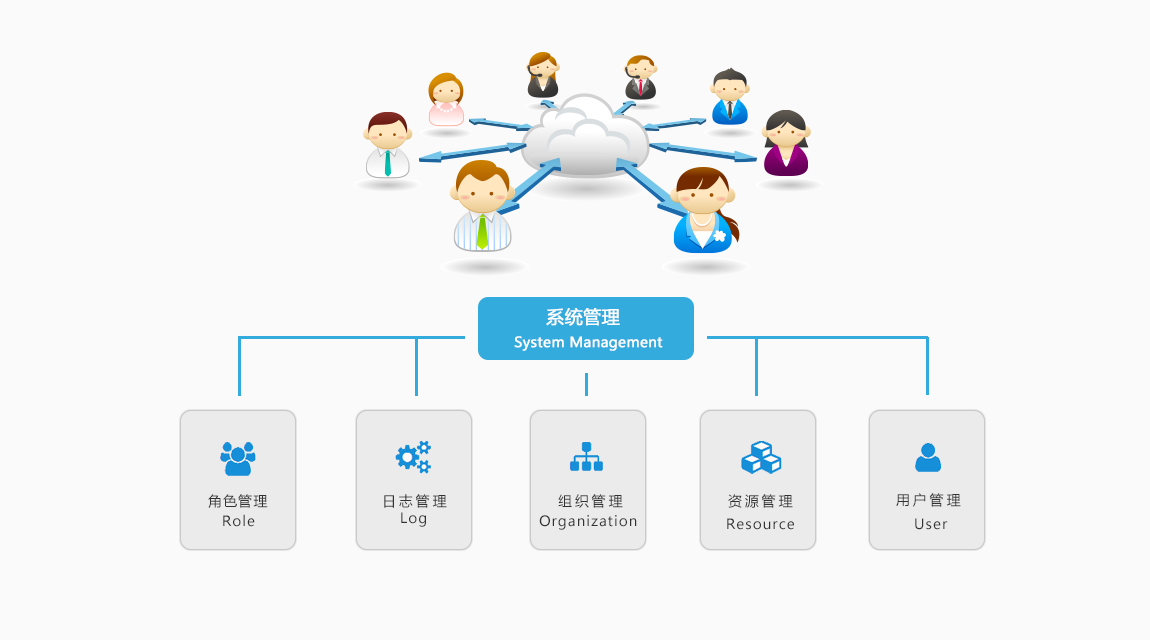 系统管理
System Management
角色管理
Role
日志管理
Log
组织管理
Organization
资源管理
Resource
用户管理
User